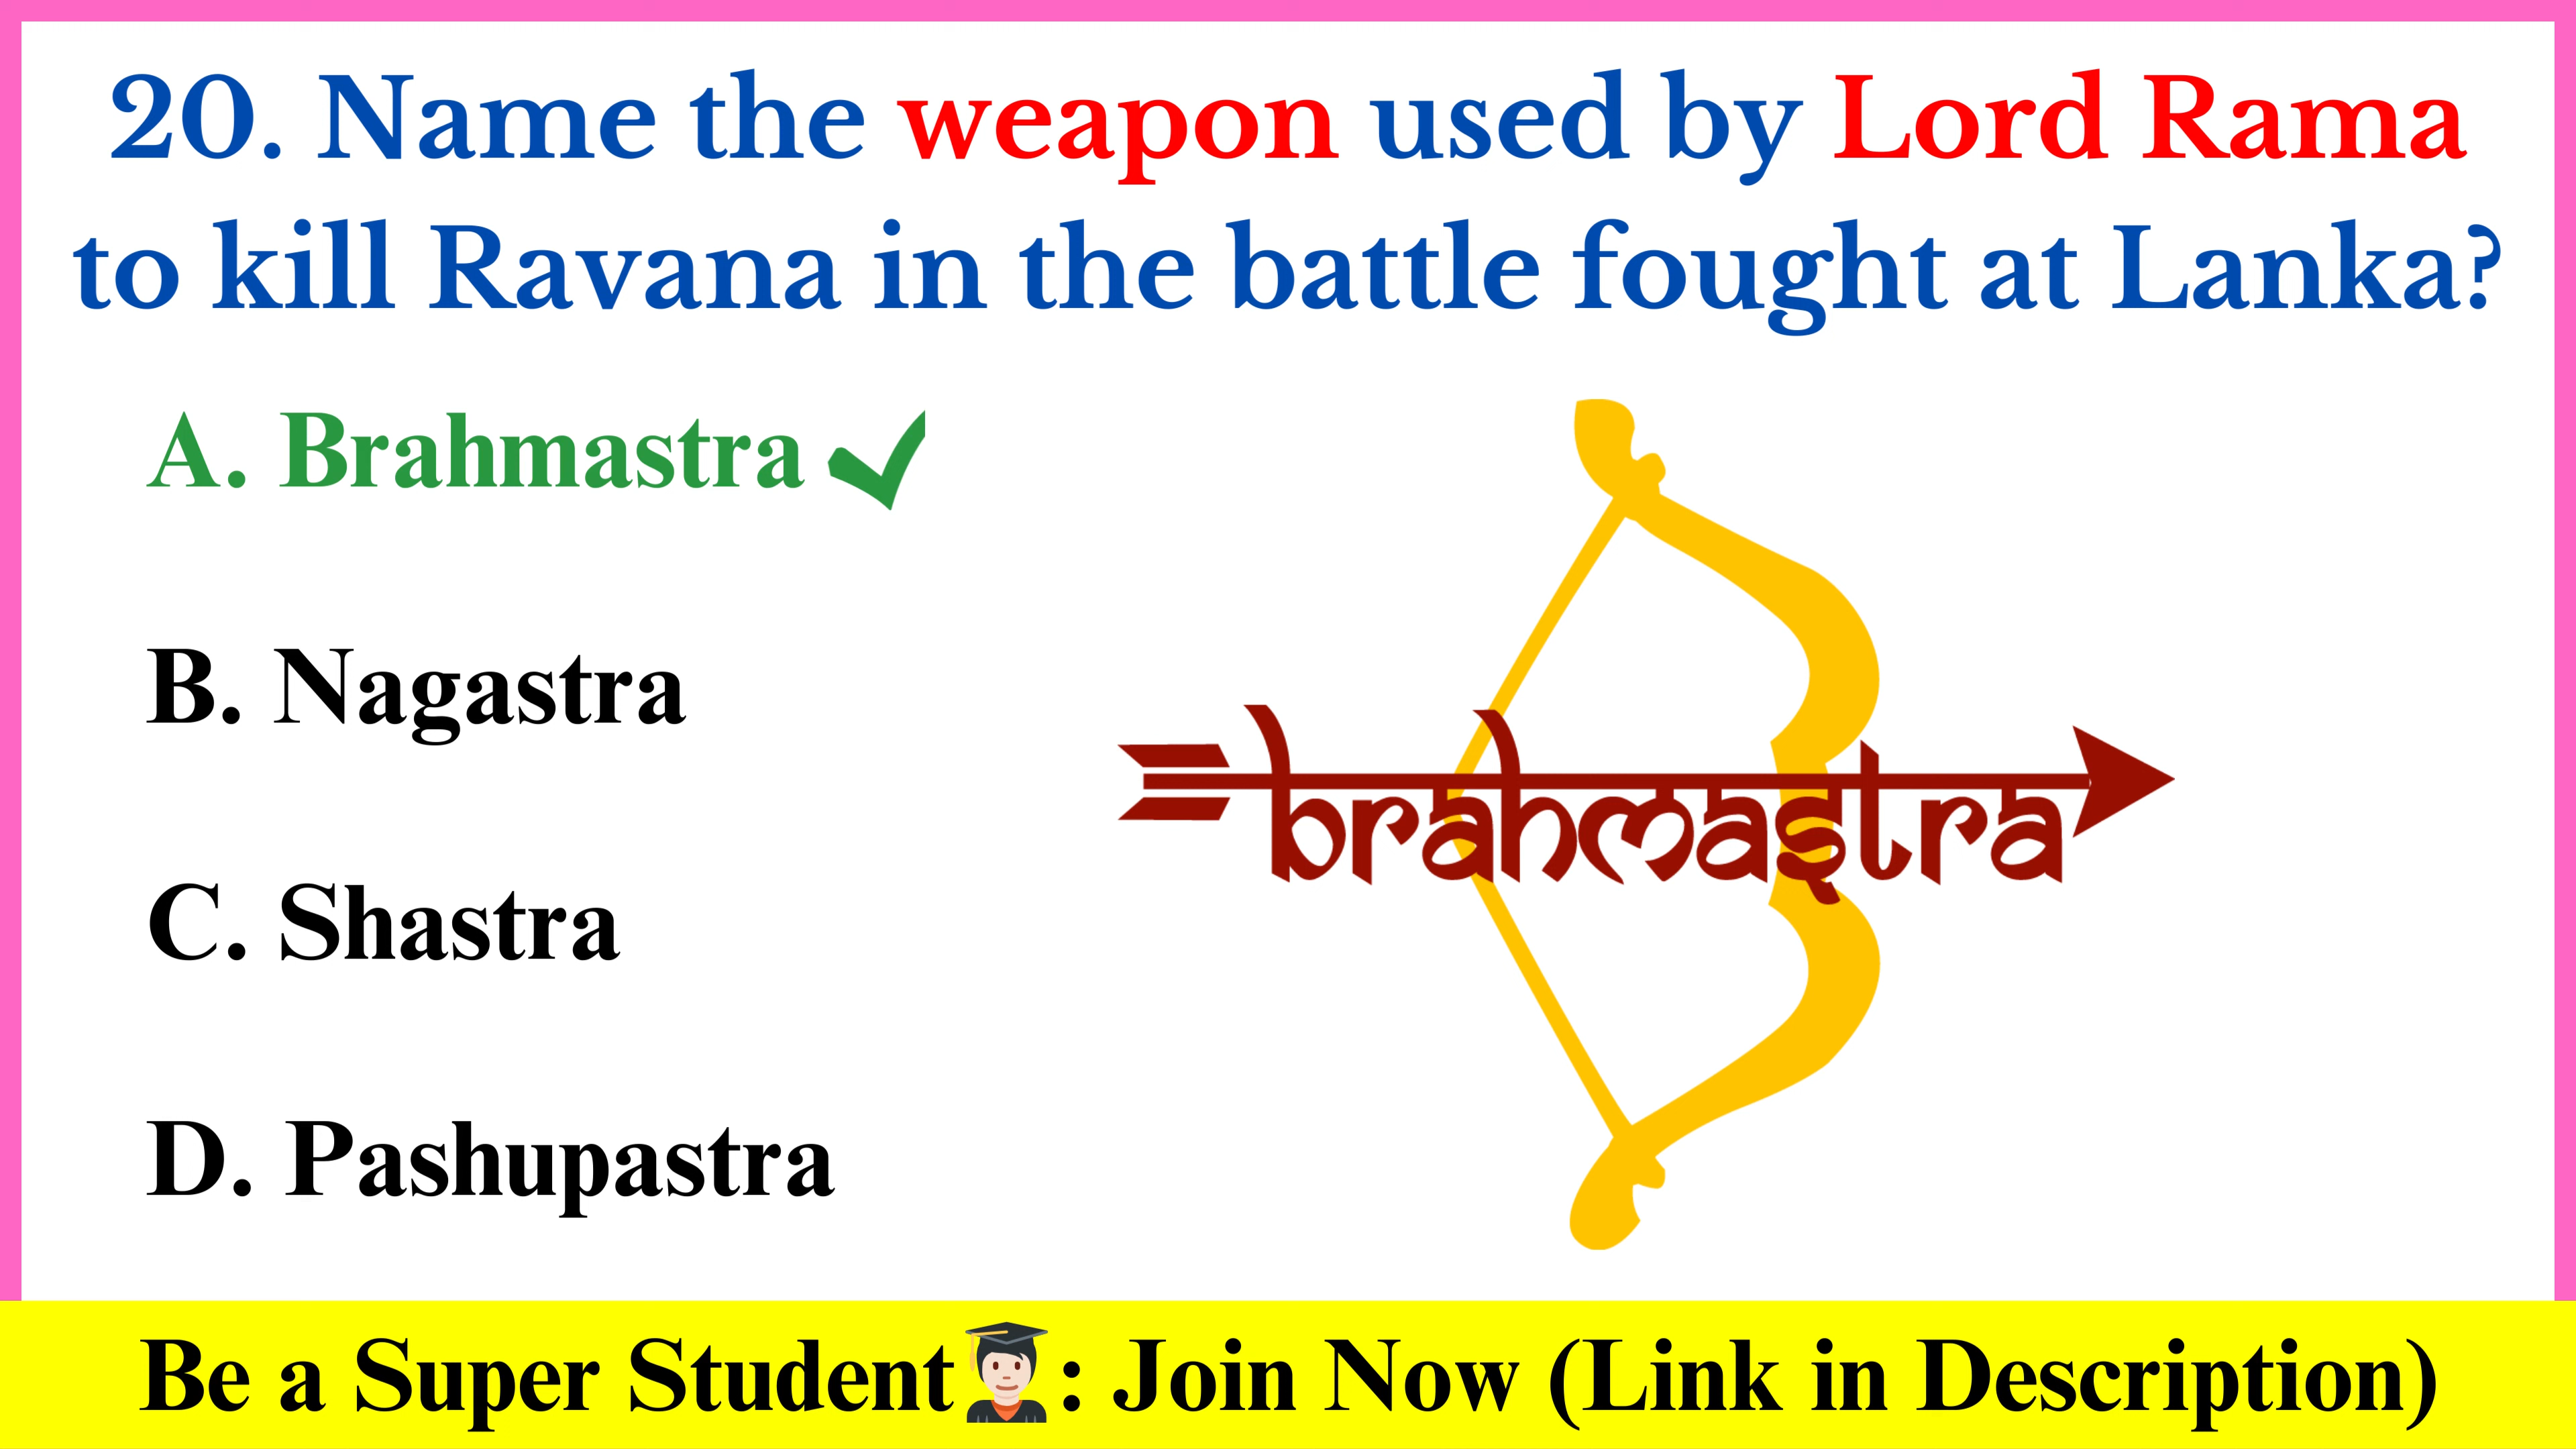 20. Name the weapon used by Lord Rama
to kill Ravana in the battle fought at Lanka?
A. Brahmastra
B. Nagastra
brahmastra
C. Shastra
D. Pashupastra
Be a Super Student: Join Now (Link in Description)